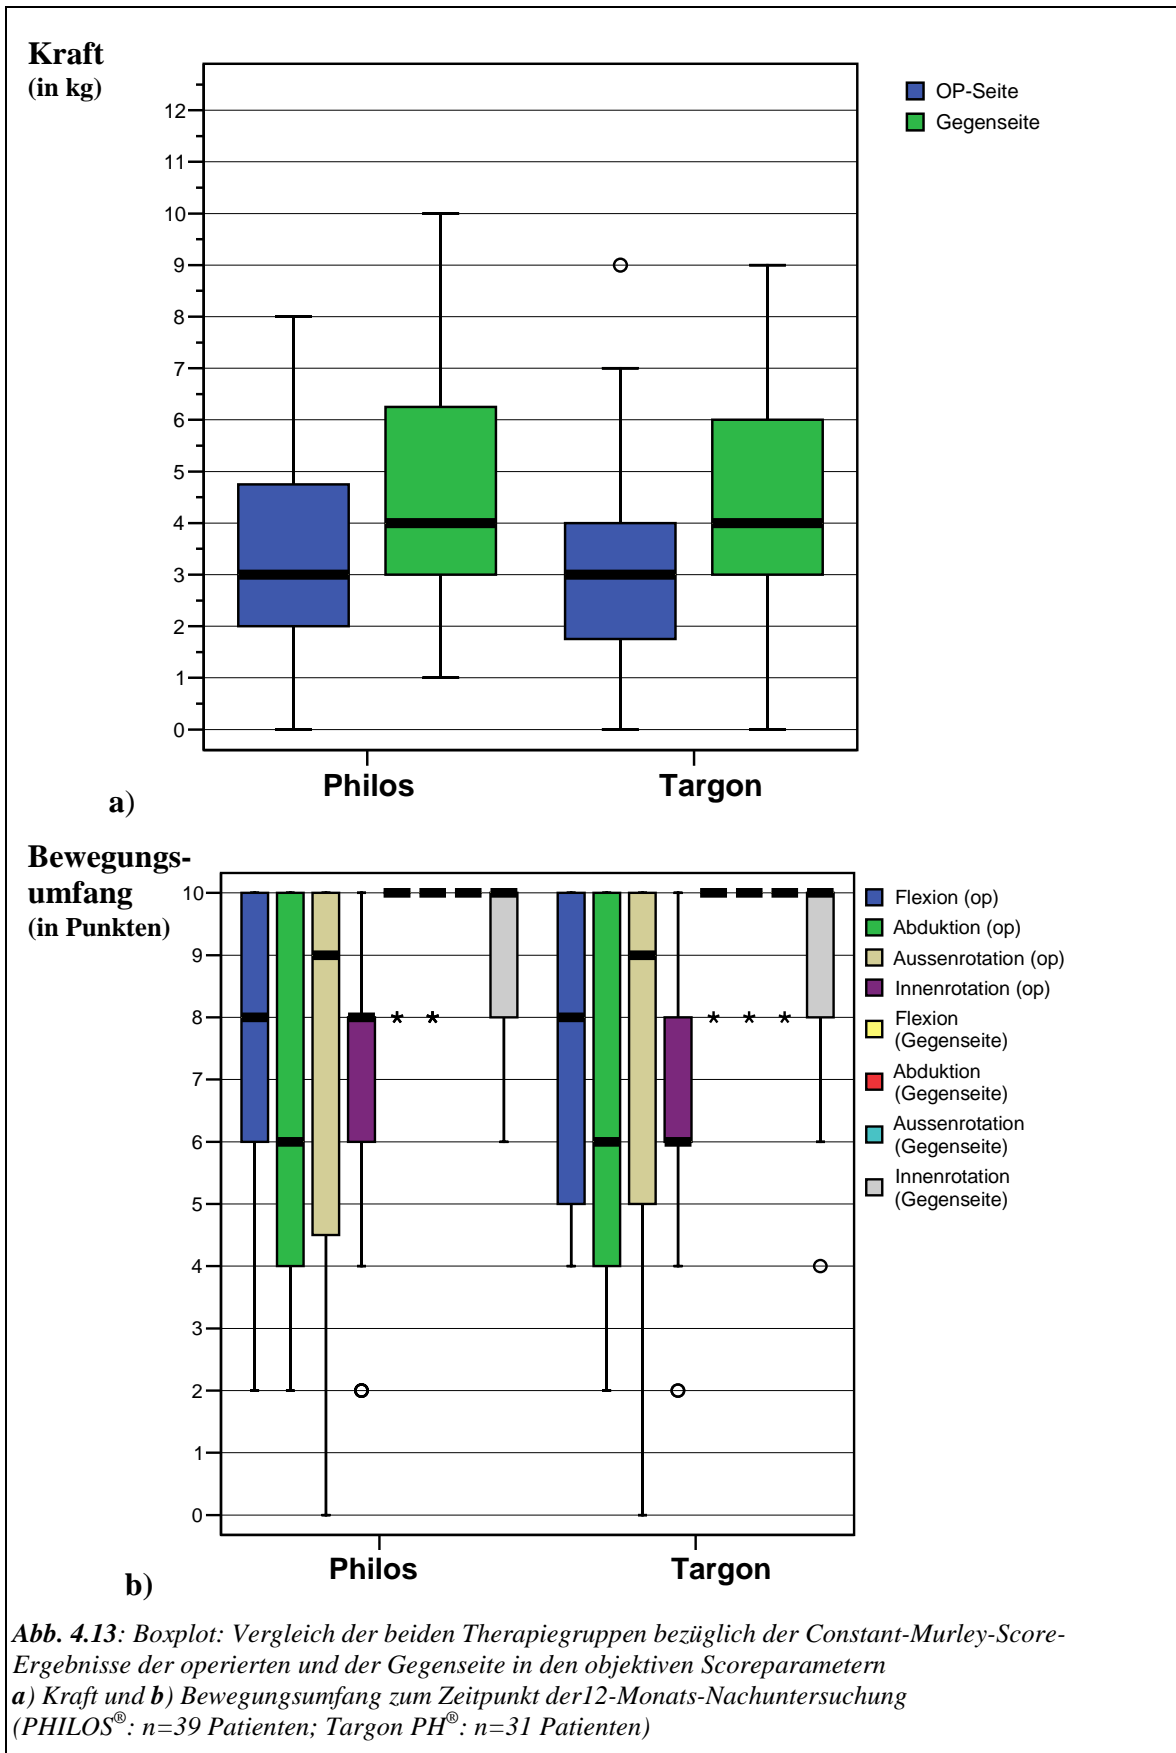 Kraft
(in kg)
12
11
10
9
8
7
6
5
4
3
2
1
0
OP-Seite
Gegenseite
Philos
Targon
a)
Bewegungs-
umfang
(in Punkten)
10
9
8
7
6
5
4
3
2
1
0
Flexion (op)
Abduktion (op)
Aussenrotation (op)
Innenrotation (op)
Flexion
(Gegenseite)
Abduktion
(Gegenseite)
Aussenrotation
(Gegenseite)
Innenrotation
(Gegenseite)
Philos
Targon
b)
Abb. 4.13: Boxplot: Vergleich der beiden Therapiegruppen bezüglich der Constant-Murley-Score-
Ergebnisse der operierten und der Gegenseite in den objektiven Scoreparametern
a) Kraft und b) Bewegungsumfang zum Zeitpunkt der12-Monats-Nachuntersuchung
(PHILOS®: n=39 Patienten; Targon PH®: n=31 Patienten)